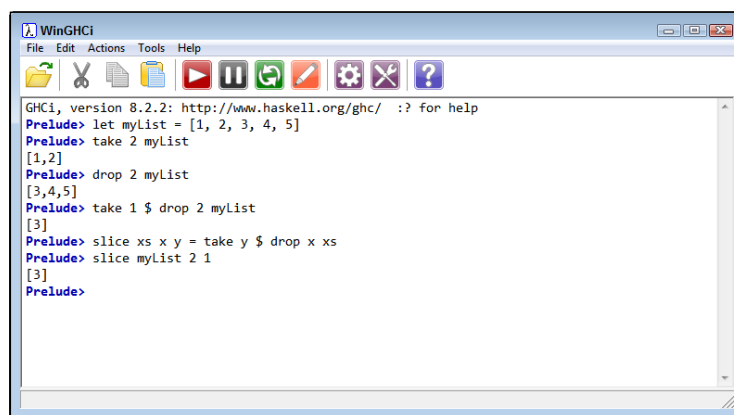 WinGHCi
File Edit Actions Tools Help
GHCi, version 8.2.2: http://www.haskell.org/ghc/ :? for help
Prelude> let myList = [1, 2, 3, 4, 5]
Prelude> take 2 myList
[1,2]
Prelude> drop 2 myList
[3,4,5]
Prelude> take 1 $ drop 2 myList
[3]
Prelude> slice xs x y = take y $ drop x xs
Prelude> slice myList 2 1
[3]
Prelude>